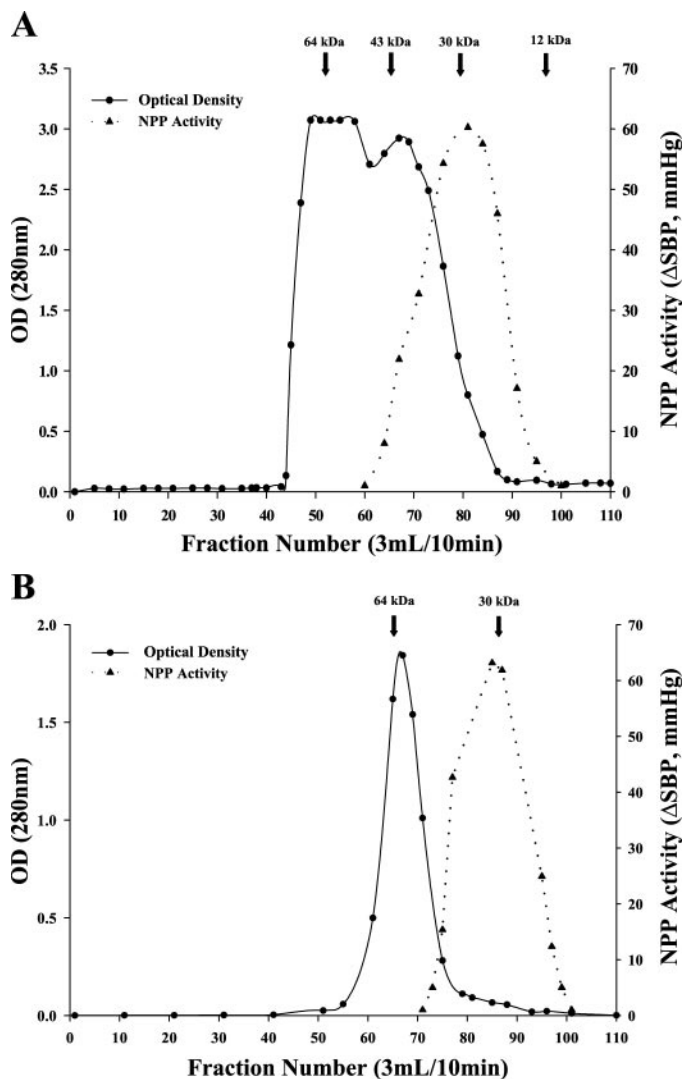 A
64 kDa 43 kDa 30 kDa 12 kDa
3.5 70
Optical Density
NPP Activity
3.0 60
2.5 50
2.0 40
1.5 30
1.0 20
0.5 10
0.0 0
OD (280nm)
NPP Activity (ΔSBP, mmHg)
0 10 20 30 40 50 60 70 80 90 100 110
Fraction Number (3mL/10min)
B
64 kDa 30 kDa
2.0 70
Optical Density
NPP Activity
60
1.5 50
40
1.0
30
0.5 20
10
0.0 0
OD (280nm)
NPP Activity (ΔSBP, mmHg)
0 10 20 30 40 50 60 70 80 90 100 110
Fraction Number (3mL/10min)